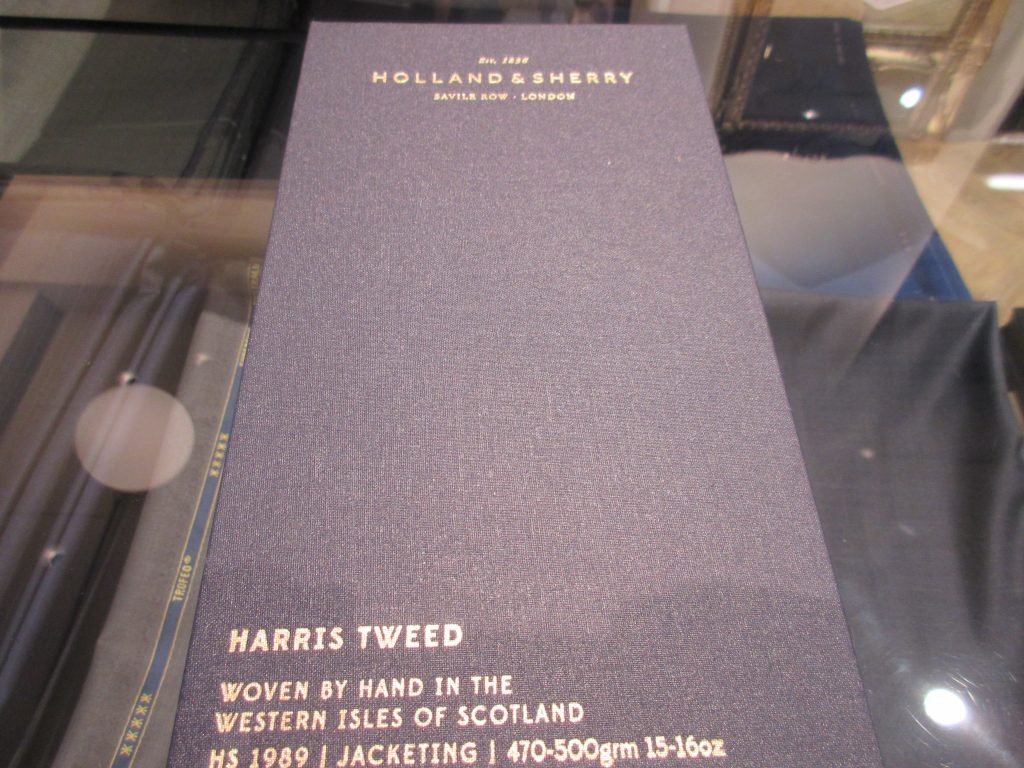 Est. 1836
HOLLAND & SHERRY
SAVILE ROW · LONDON
HARRIS TWEED
WOVEN BY HAND IN THE
WESTERN ISLES OF SCOTLAND
HS 1989 | JACKETING | 470-500grm 15-16oz
TROFEO®